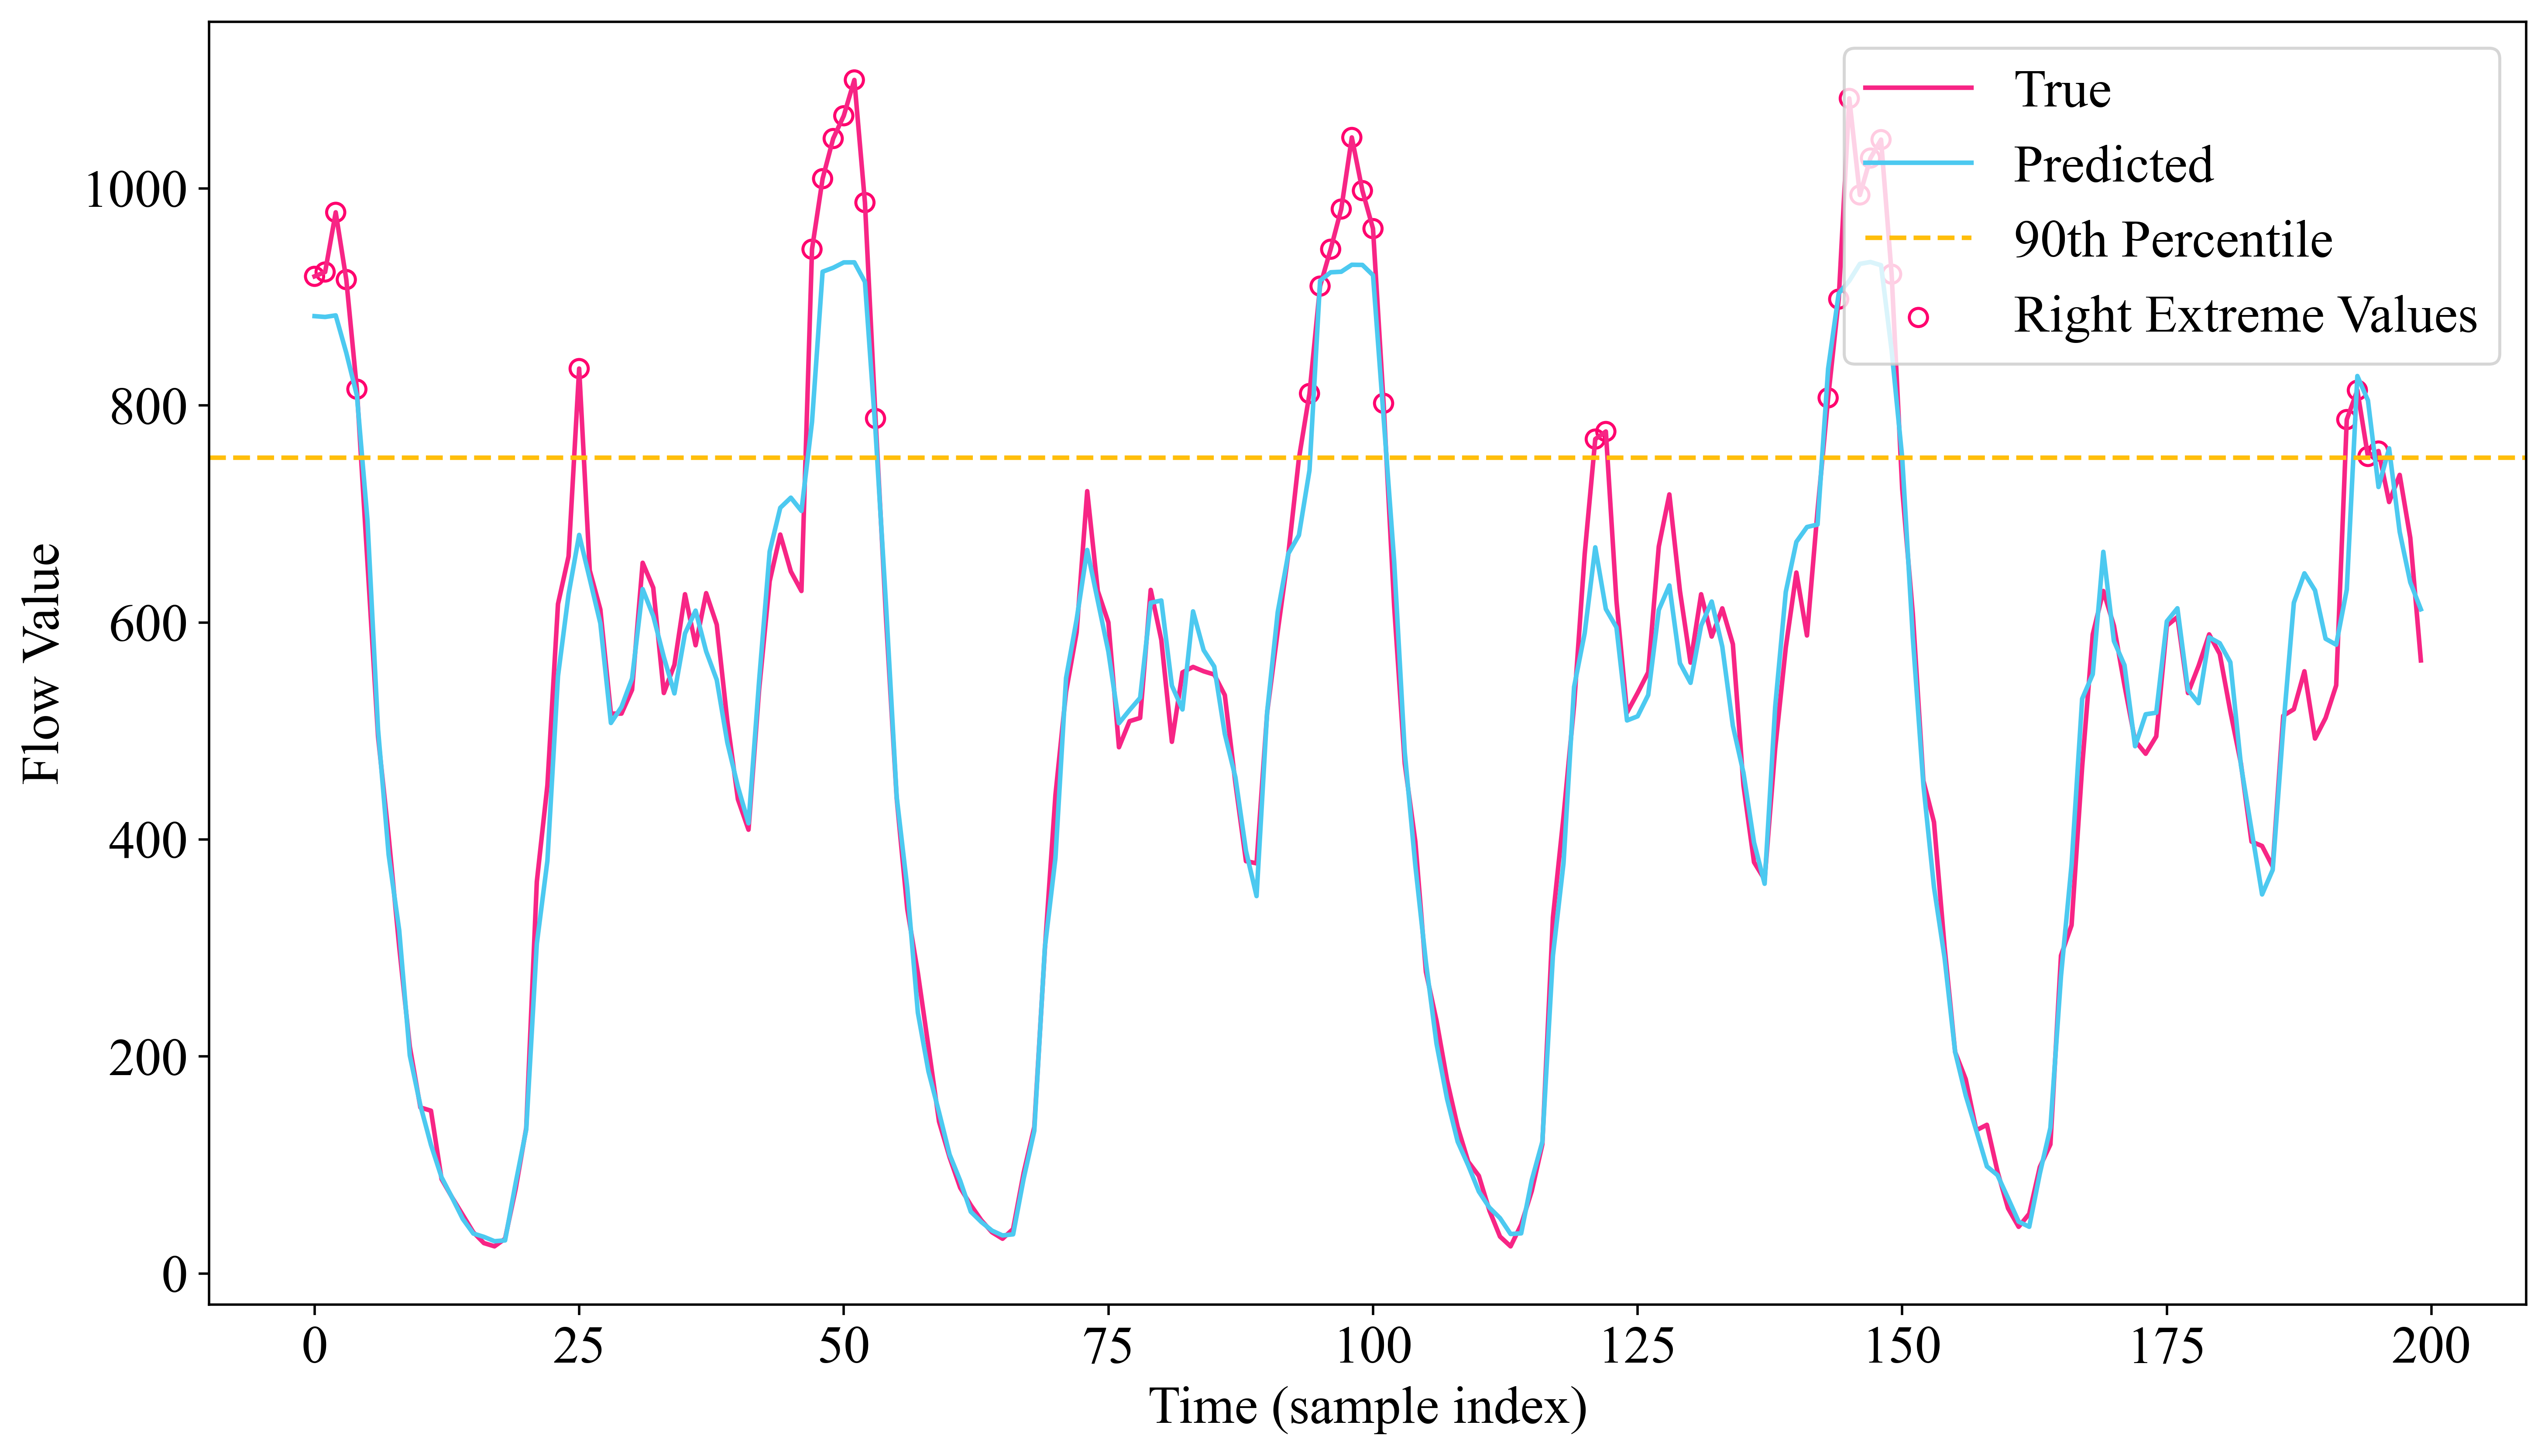 True
Predicted
90th Percentile
Right Extreme Values
Flow Value
1000
800
600
400
200
0
0 25 50 75 100 125 150 175 200
Time (sample index)